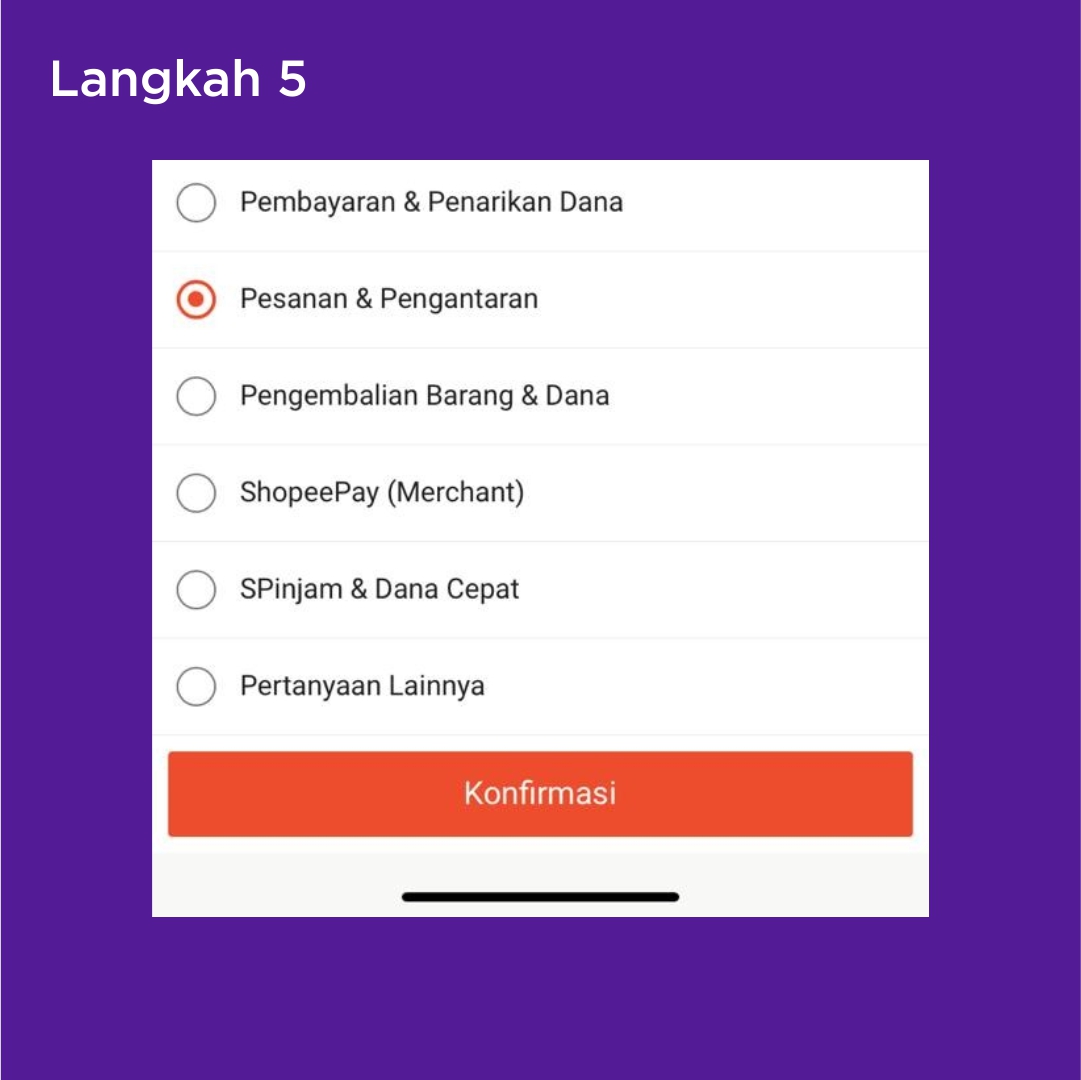 Langkah 5
Pembayaran & Penarikan Dana
Pesanan & Pengantaran
Pengembalian Barang & Dana
ShopeePay (Merchant)
SPinjam & Dana Cepat
Pertanyaan Lainnya
Konfirmasi